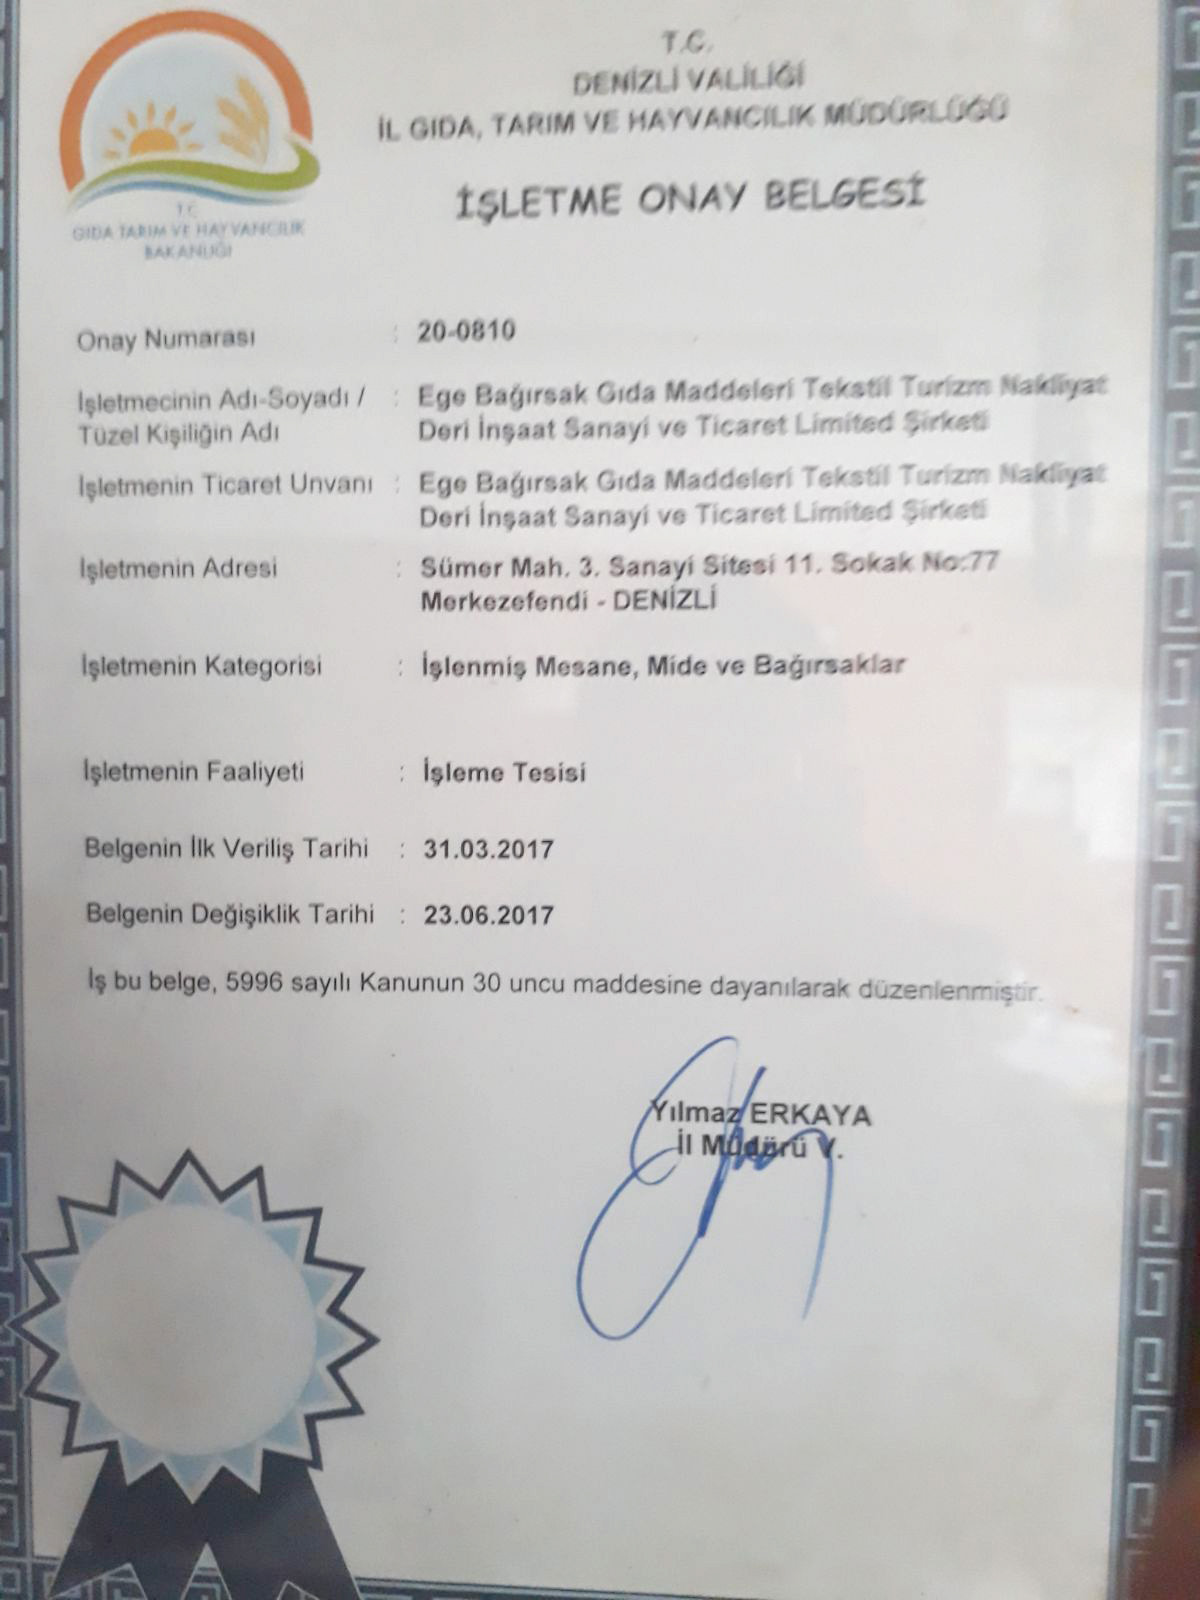 T.C.
DENİZLİ VALİLİĞİ
İL GIDA, TARIM VE HAYVANCILIK MÜDÜRLÜĞÜ
İŞLETME ONAY BELGESİ
T.C.
GIDA TARIM VE HAYVANCILIK
BAKANLIĞI
Onay Numarası : 20-0810
İşletmecinin Adı-Soyadı / : Ege Bağırsak Gıda Maddeleri Tekstil Turizm Nakliyat
Tüzel Kişiliğin Adı Deri İnşaat Sanayi ve Ticaret Limited Şirketi
İşletmenin Ticaret Unvanı : Ege Bağırsak Gıda Maddeleri Tekstil Turizm Nakliyat
Deri İnşaat Sanayi ve Ticaret Limited Şirketi
İşletmenin Adresi : Sümer Mah. 3. Sanayi Sitesi 11. Sokak No:77
Merkezefendi - DENİZLİ
İşletmenin Kategorisi : İşlenmiş Mesane, Mide ve Bağırsaklar
İşletmenin Faaliyeti : İşleme Tesisi
Belgenin İlk Veriliş Tarihi : 31.03.2017
Belgenin Değişiklik Tarihi : 23.06.2017
İş bu belge, 5996 sayılı Kanunun 30 uncu maddesine dayanılarak düzenlenmiştir.
Yılmaz ERKAYA
İl Müdürü V.